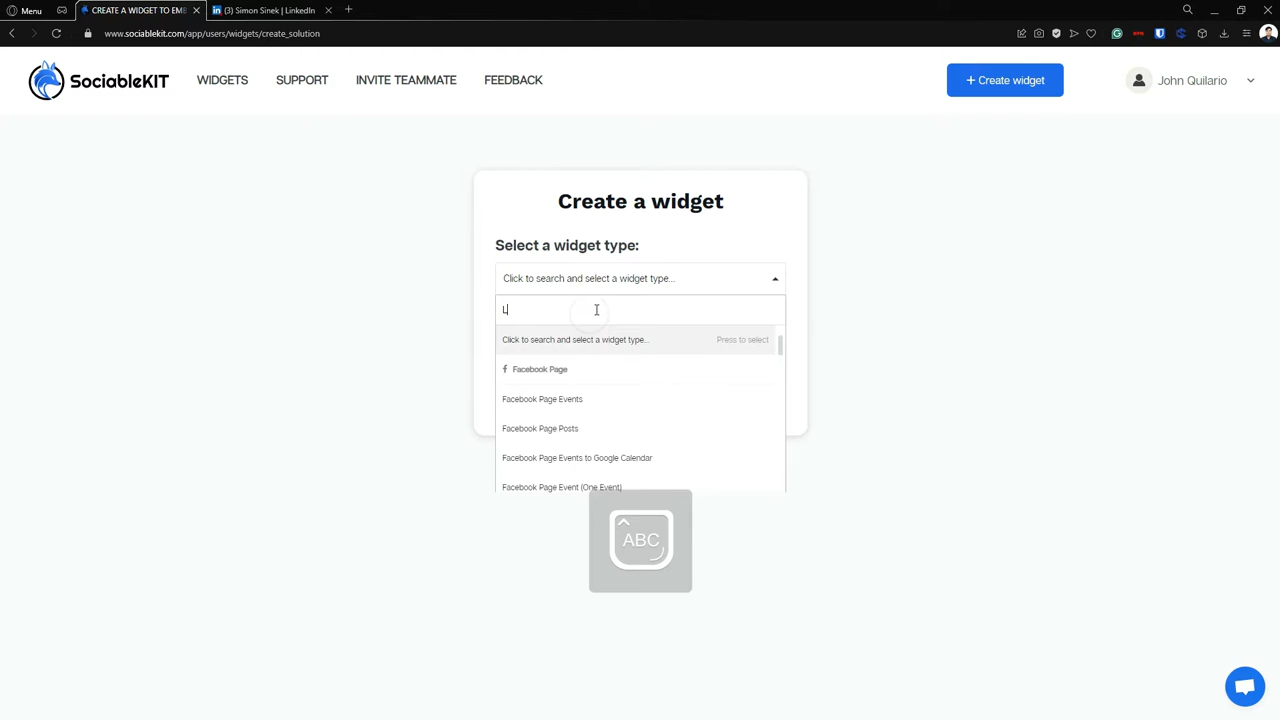 Menu
CREATE A WIDGET TO EMB
(3) Simon Sinek | LinkedIn
www.sociablekit.com/app/users/widgets/create_solution
SociableKIT
WIDGETS
SUPPORT
INVITE TEAMMATE
FEEDBACK
+ Create widget
John Quilario
Create a widget
Select a widget type:
Click to search and select a widget type...
L
Click to search and select a widget type...
Press to select
Facebook Page
Facebook Page Events
Facebook Page Posts
Facebook Page Events to Google Calendar
Facebook Page Event (One Event)
ABC